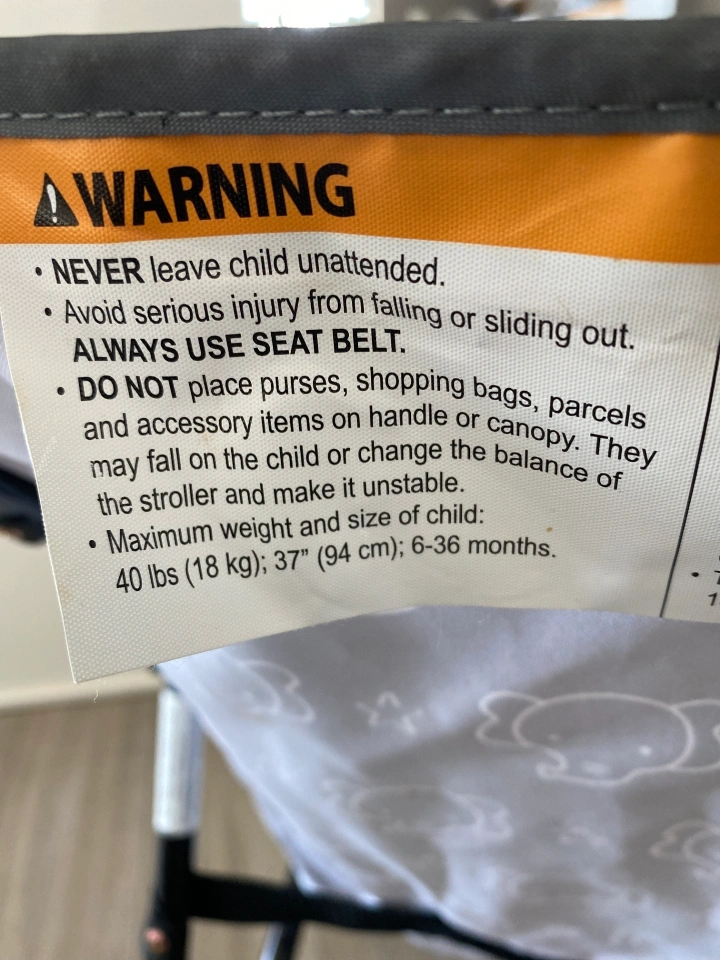 WARNING
• NEVER leave child unattended.
• Avoid serious injury from falling or sliding out.
ALWAYS USE SEAT BELT.
• DO NOT place purses, shopping bags, parcels
and accessory items on handle or canopy. They
may fall on the child or change the balance of
the stroller and make it unstable.
• Maximum weight and size of child:
40 lbs (18 kg); 37” (94 cm); 6-36 months.